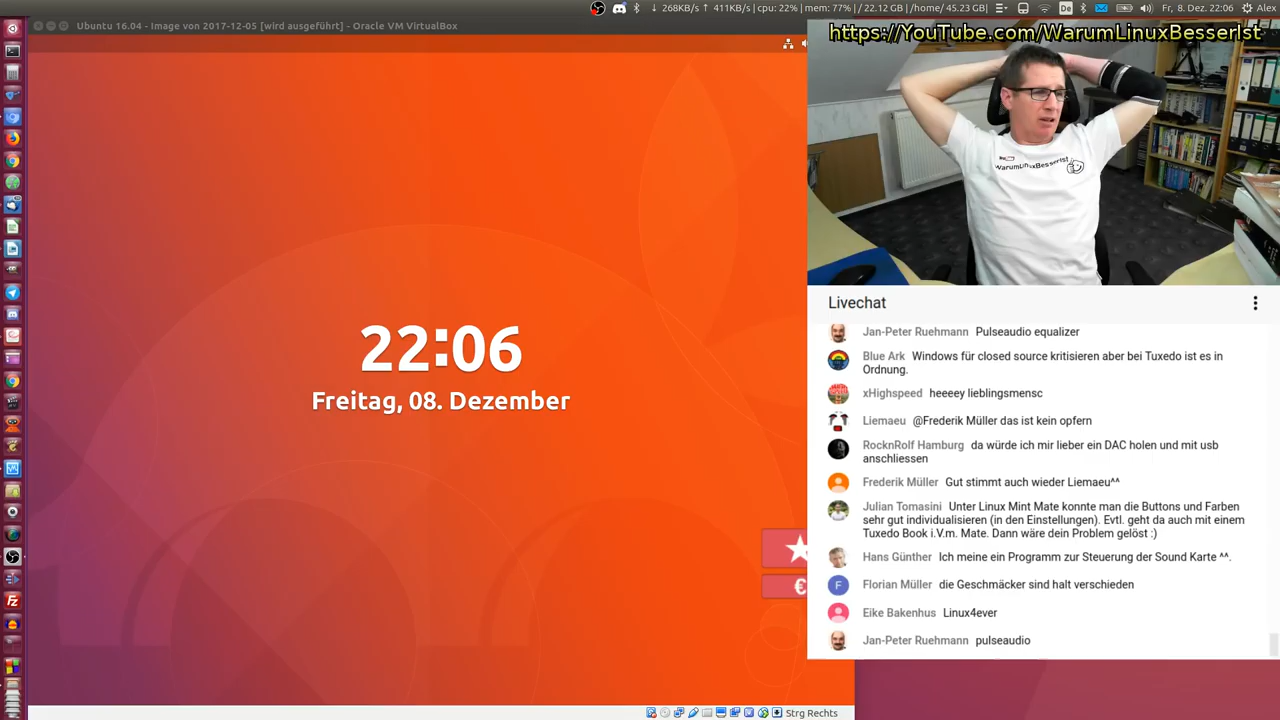 ↓ 268KB/s ↑ 411KB/s | cpu: 22% | mem: 77% | / 22.12 GB | home/ 45.23 GB | De Fr, 8. Dez, 22:06 Alex
Ubuntu 16.04 - Image von 2017-12-05 [wird ausgeführt] - Oracle VM VirtualBox
https://YouTube.com/WarumLinuxBesserIst
WarumLinuxBesserIst
22:06
Freitag, 08. Dezember
€
Livechat
Jan-Peter Ruehmann Pulseaudio equalizer
Blue Ark Windows für closed source kritisieren aber bei Tuxedo ist es in
Ordnung.
xHighspeed heeeey lieblingsmensc
Liemaeu @Frederik Müller das ist kein opfern
RocknRolf Hamburg da würde ich mir lieber ein DAC holen und mit usb
anschliessen
Frederik Müller Gut stimmt auch wieder Liemaeu^^
Julian Tomasini Unter Linux Mint Mate konnte man die Buttons und Farben
sehr gut individualisieren (in den Einstellungen). Evtl. geht da auch mit einem
Tuxedo Book i.V.m. Mate. Dann wäre dein Problem gelöst :)
Hans Günther Ich meine ein Programm zur Steuerung der Sound Karte ^^.
F
Florian Müller die Geschmäcker sind halt verschieden
Eike Bakenhus Linux4ever
Jan-Peter Ruehmann pulseaudio
Strg Rechts